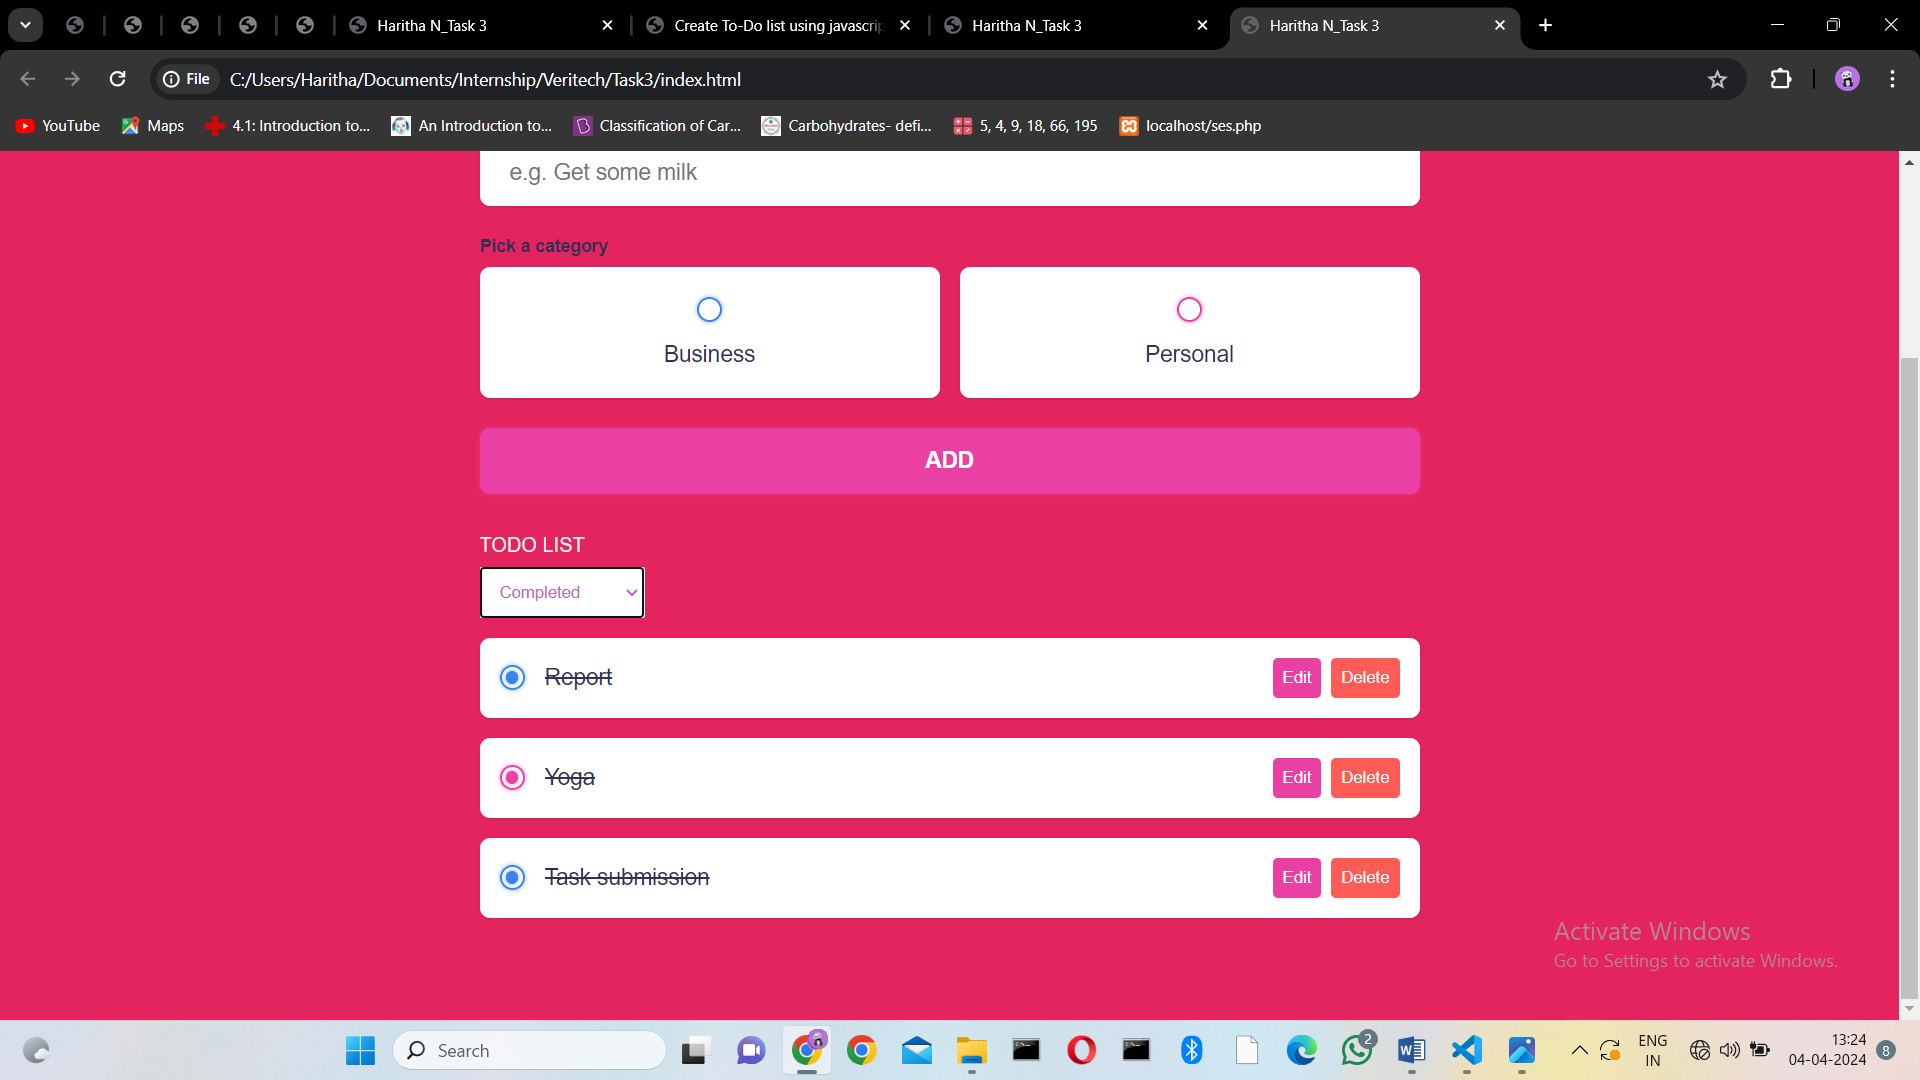 Haritha N_Task 3
Create To-Do list using javascrip
Haritha N_Task 3
Haritha N_Task 3
File
C:/Users/Haritha/Documents/Internship/Veritech/Task3/index.html
YouTube
Maps
4.1: Introduction to...
An Introduction to...
Classification of Car...
Carbohydrates- defi...
5, 4, 9, 18, 66, 195
localhost/ses.php
e.g. Get some milk
Pick a category
Business
Personal
ADD
TODO LIST
Completed
Report
Edit
Delete
Yoga
Edit
Delete
Task submission
Edit
Delete
Activate Windows
Go to Settings to activate Windows.
Search
2
ENG
IN
13:24
04-04-2024
8